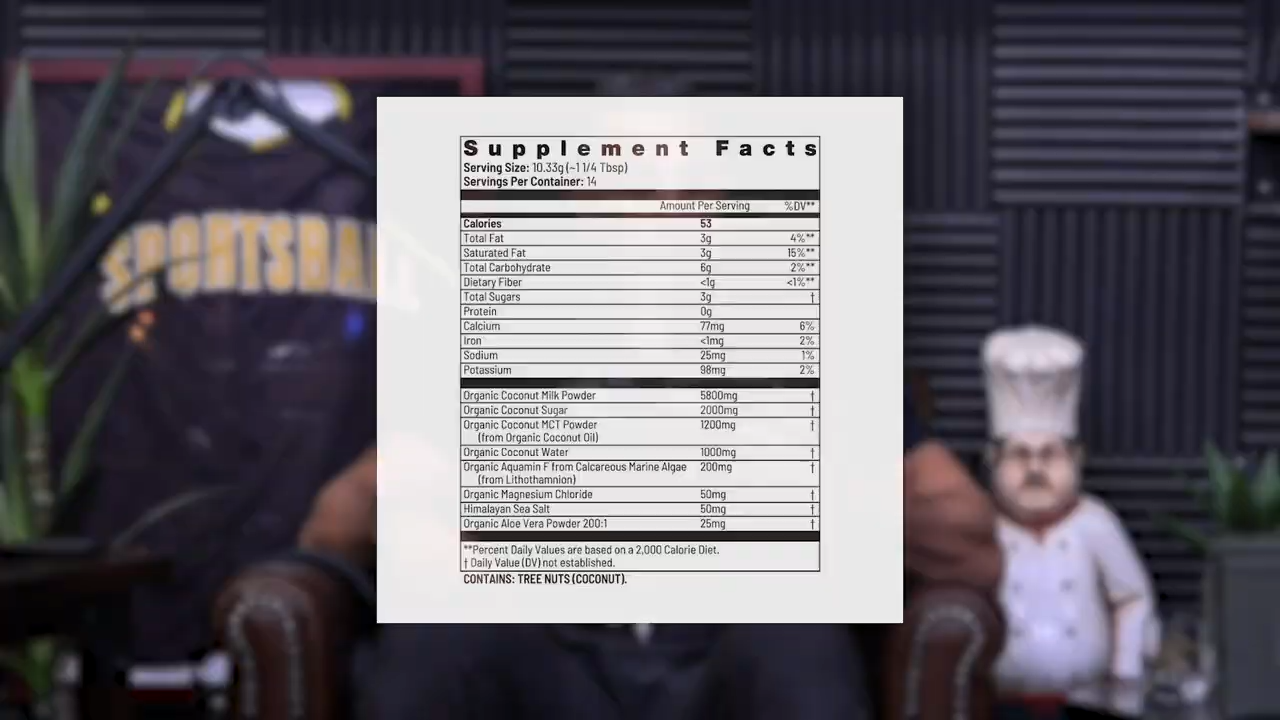 SPORTSBALL
Supplement Facts
Serving Size: 10.33g (~1 1/4 Tbsp)
Servings Per Container: 14
Amount Per Serving %DV**
Calories 53
Total Fat 3g 4%**
Saturated Fat 3g 15%**
Total Carbohydrate 6g 2%**
Dietary Fiber <1g <1%**
Total Sugars 3g †
Protein 0g
Calcium 77mg 6%
Iron <1mg 2%
Sodium 25mg 1%
Potassium 98mg 2%
Organic Coconut Milk Powder 5800mg †
Organic Coconut Sugar 2000mg †
Organic Coconut MCT Powder 1200mg †
(from Organic Coconut Oil)
Organic Coconut Water 1000mg †
Organic Aquamin F from Calcareous Marine Algae 200mg †
(from Lithothamnion)
Organic Magnesium Chloride 50mg †
Himalayan Sea Salt 50mg †
Organic Aloe Vera Powder 200:1 25mg †
**Percent Daily Values are based on a 2,000 Calorie Diet.
† Daily Value (DV) not established.
CONTAINS: TREE NUTS (COCONUT).